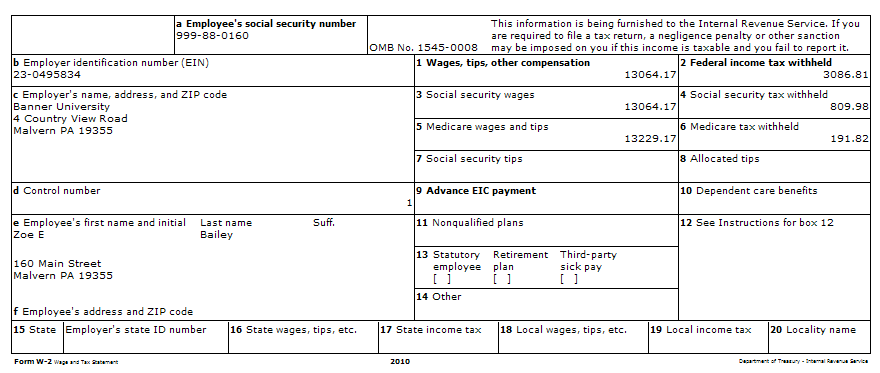 a Employee's social security number
999-88-0160
OMB No. 1545-0008
This information is being furnished to the Internal Revenue Service. If you
are required to file a tax return, a negligence penalty or other sanction
may be imposed on you if this income is taxable and you fail to report it.
b Employer identification number (EIN)
23-0495834
1 Wages, tips, other compensation
13064.17
2 Federal income tax withheld
3086.81
c Employer's name, address, and ZIP code
Banner University
4 Country View Road
Malvern PA 19355
3 Social security wages
13064.17
4 Social security tax withheld
809.98
5 Medicare wages and tips
13229.17
6 Medicare tax withheld
191.82
7 Social security tips
8 Allocated tips
d Control number
1
9 Advance EIC payment
10 Dependent care benefits
e Employee's first name and initial Last name Suff.
Zoe E Bailey
160 Main Street
Malvern PA 19355
f Employee's address and ZIP code
11 Nonqualified plans
12 See Instructions for box 12
13 Statutory Retirement Third-party
employee plan sick pay
[ ] [ ] [ ]
14 Other
15 State Employer's state ID number 16 State wages, tips, etc. 17 State income tax 18 Local wages, tips, etc. 19 Local income tax 20 Locality name
Form W-2 Wage and Tax Statement 2010 Department of Treasury - Internal Revenue Service